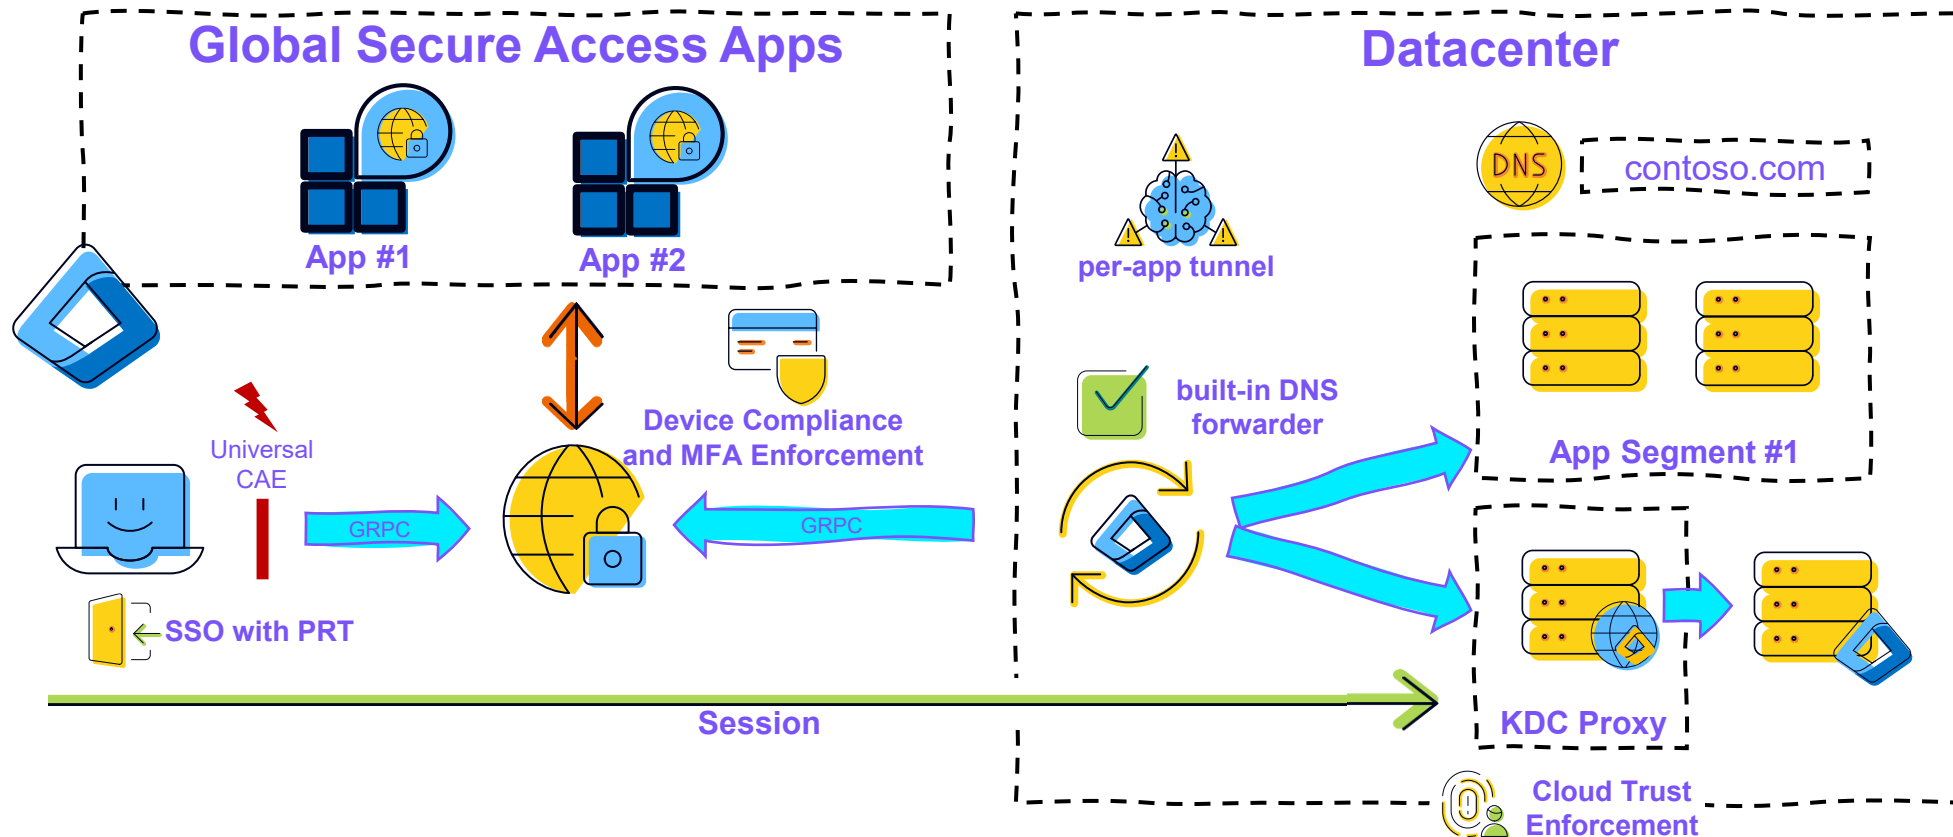 Global Secure Access Apps
App #1
App #2
Universal
CAE
Device Compliance
and MFA Enforcement
GRPC
GRPC
SSO with PRT
Session
Datacenter
per-app tunnel
DNS
contoso.com
built-in DNS
forwarder
App Segment #1
KDC Proxy
Cloud Trust
Enforcement